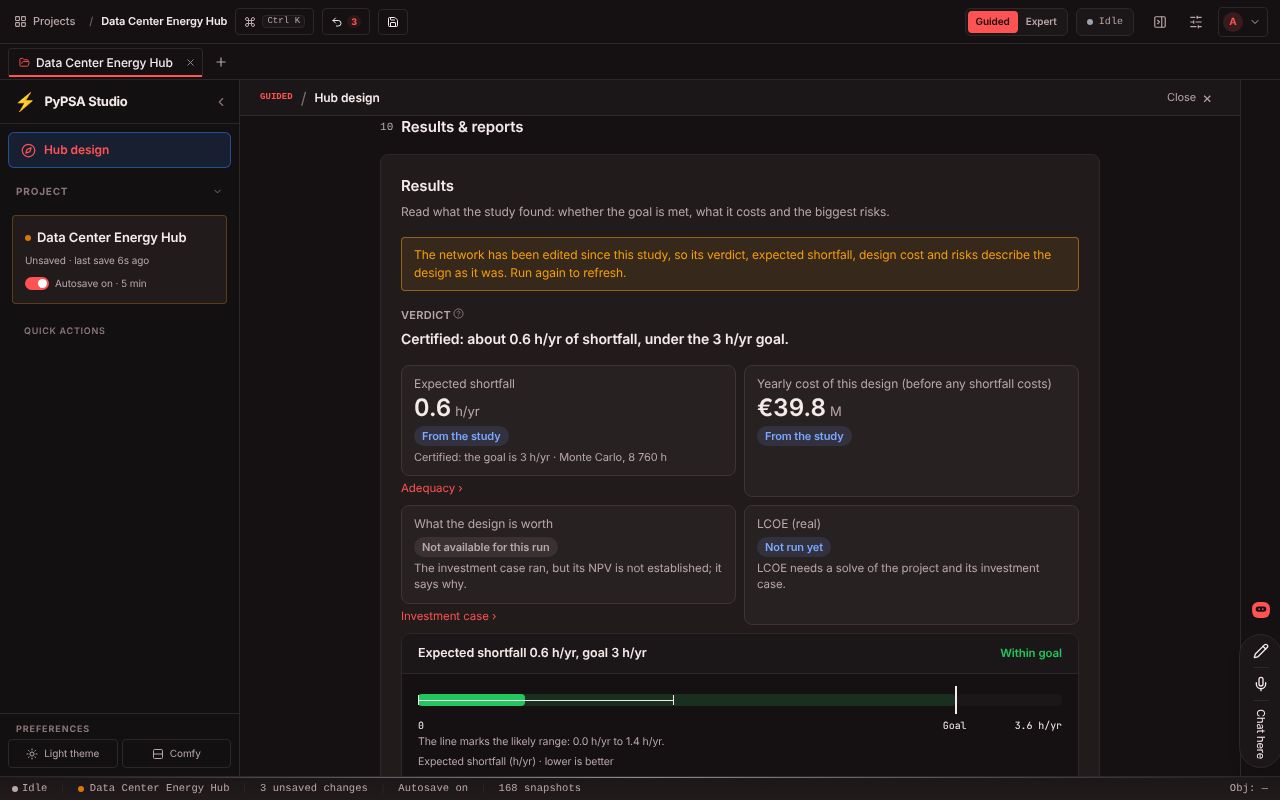 Projects / Data Center Energy Hub Ctrl K 3 Guided Expert Idle A
Data Center Energy Hub
PyPSA Studio
GUIDED / Hub design Close
Hub design
PROJECT
Data Center Energy Hub
Unsaved · last save 6s ago
Autosave on · 5 min
QUICK ACTIONS
10 Results & reports
Results
Read what the study found: whether the goal is met, what it costs and the biggest risks.
The network has been edited since this study, so its verdict, expected shortfall, design cost and risks describe the
design as it was. Run again to refresh.
VERDICT ?
Certified: about 0.6 h/yr of shortfall, under the 3 h/yr goal.
Expected shortfall
0.6 h/yr
From the study
Certified: the goal is 3 h/yr · Monte Carlo, 8 760 h
Adequacy ›
Yearly cost of this design (before any shortfall costs)
€39.8 M
From the study
What the design is worth
Not available for this run
The investment case ran, but its NPV is not established; it
says why.
Investment case ›
LCOE (real)
Not run yet
LCOE needs a solve of the project and its investment
case.
Expected shortfall 0.6 h/yr, goal 3 h/yr Within goal
0 Goal 3.6 h/yr
The line marks the likely range: 0.0 h/yr to 1.4 h/yr.
Expected shortfall (h/yr) · lower is better
Chat here
PREFERENCES
Light theme Comfy
Idle Data Center Energy Hub 3 unsaved changes Autosave on 168 snapshots Obj: —